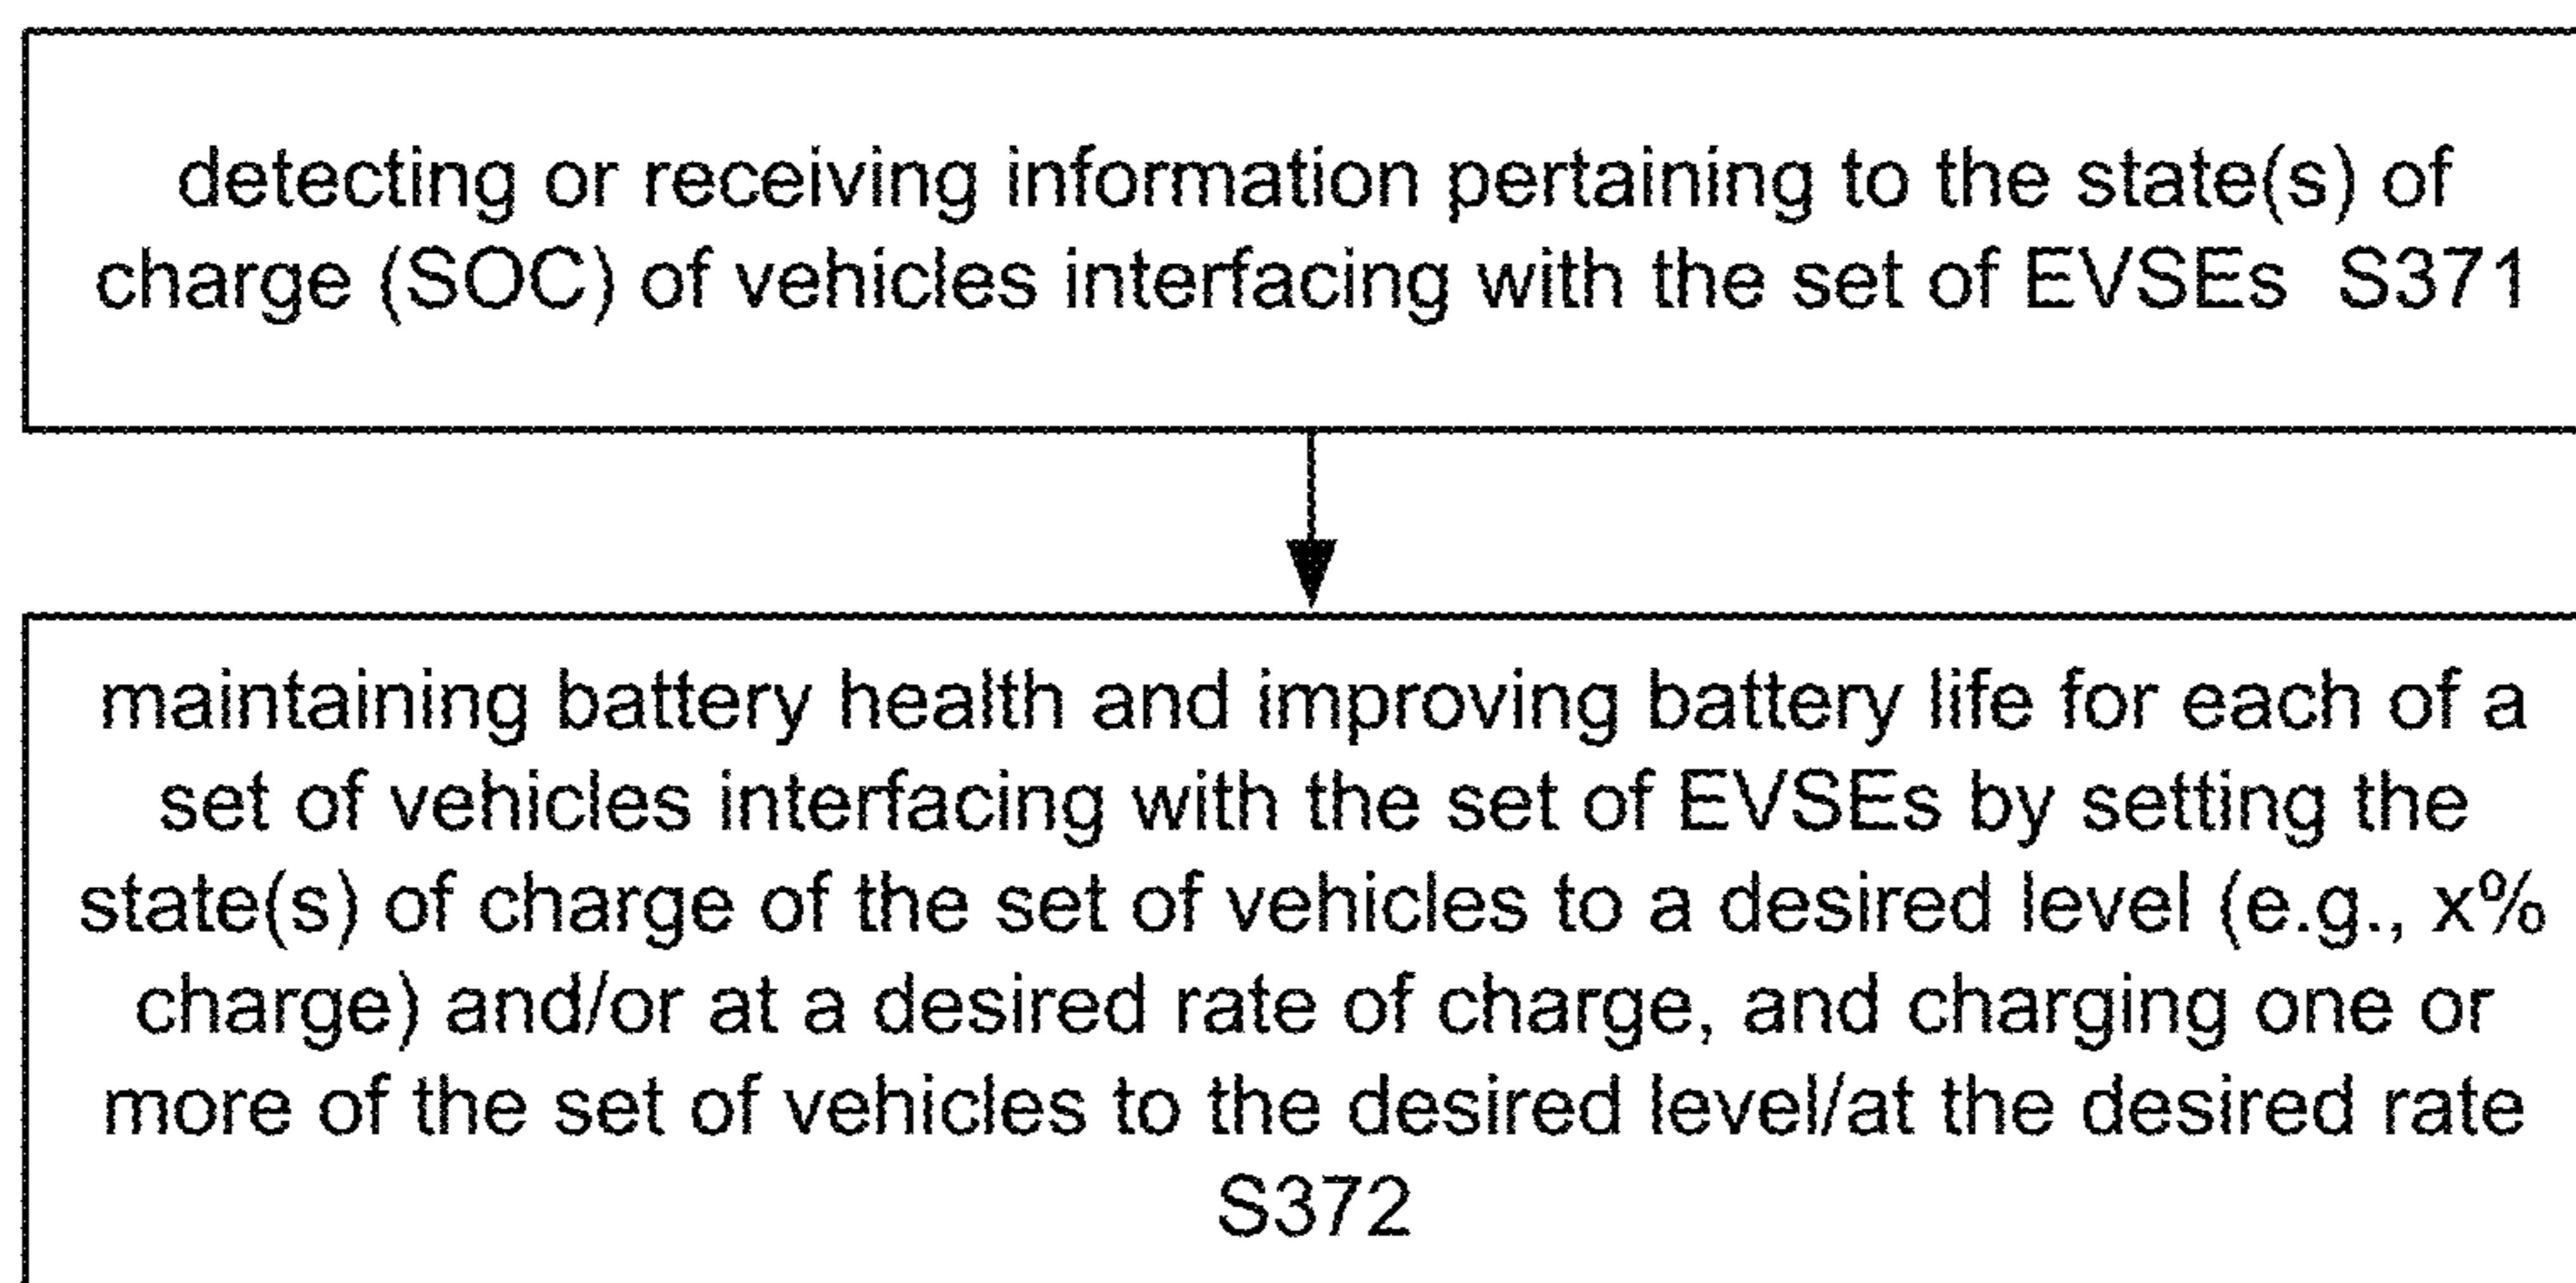 detecting or receiving information pertaining to the state(s) of
charge (SOC) of vehicles interfacing with the set of EVSEs S371
maintaining battery health and improving battery life for each of a
set of vehicles interfacing with the set of EVSEs by setting the
state(s) of charge of the set of vehicles to a desired level (e.g., x%
charge) and/or at a desired rate of charge, and charging one or
more of the set of vehicles to the desired level/at the desired rate
S372